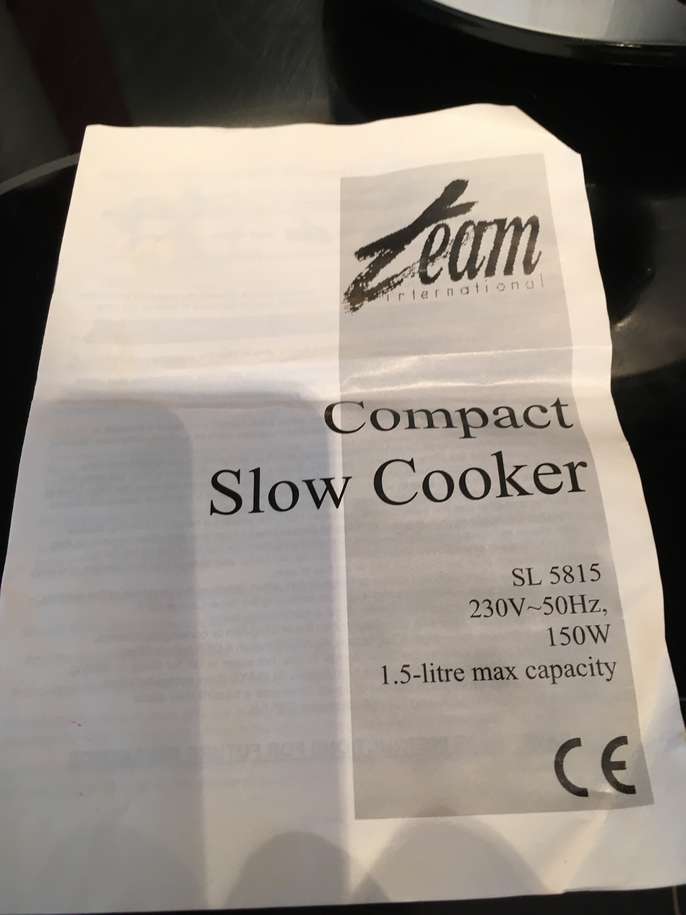 team
international
Compact
Slow Cooker
SL 5815
230V~50Hz,
150W
1.5-litre max capacity
CE